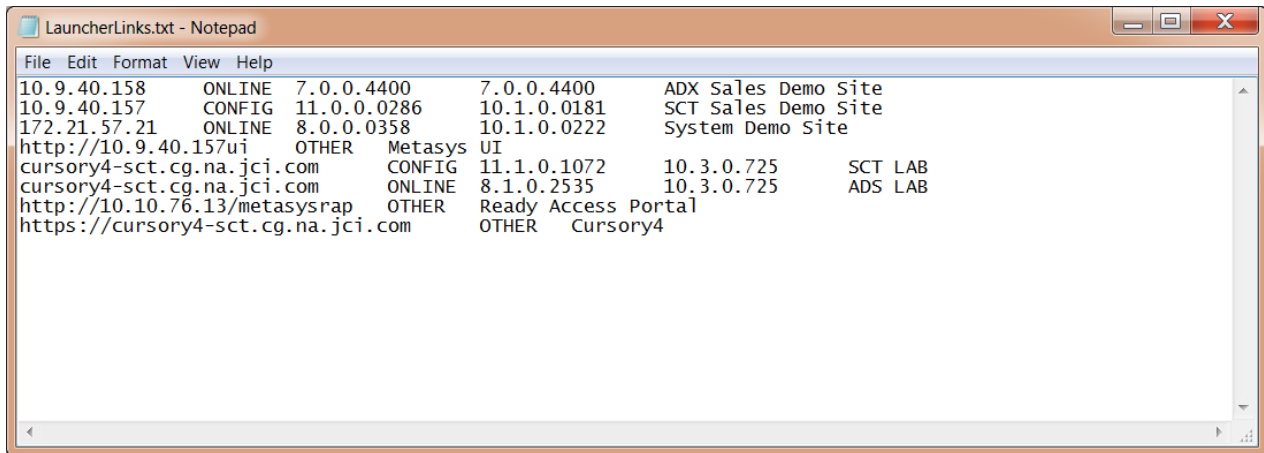 LauncherLinks.txt - Notepad
File Edit Format View Help
10.9.40.158 ONLINE 7.0.0.4400 7.0.0.4400 ADX Sales Demo Site
10.9.40.157 CONFIG 11.0.0.0286 10.1.0.0181 SCT Sales Demo Site
172.21.57.21 ONLINE 8.0.0.0358 10.1.0.0222 System Demo Site
http://10.9.40.157ui OTHER Metasys UI
cursory4-sct.cg.na.jci.com CONFIG 11.1.0.1072 10.3.0.725 SCT LAB
cursory4-sct.cg.na.jci.com ONLINE 8.1.0.2535 10.3.0.725 ADS LAB
http://10.10.76.13/metasysrap OTHER Ready Access Portal
https://cursory4-sct.cg.na.jci.com OTHER Cursory4